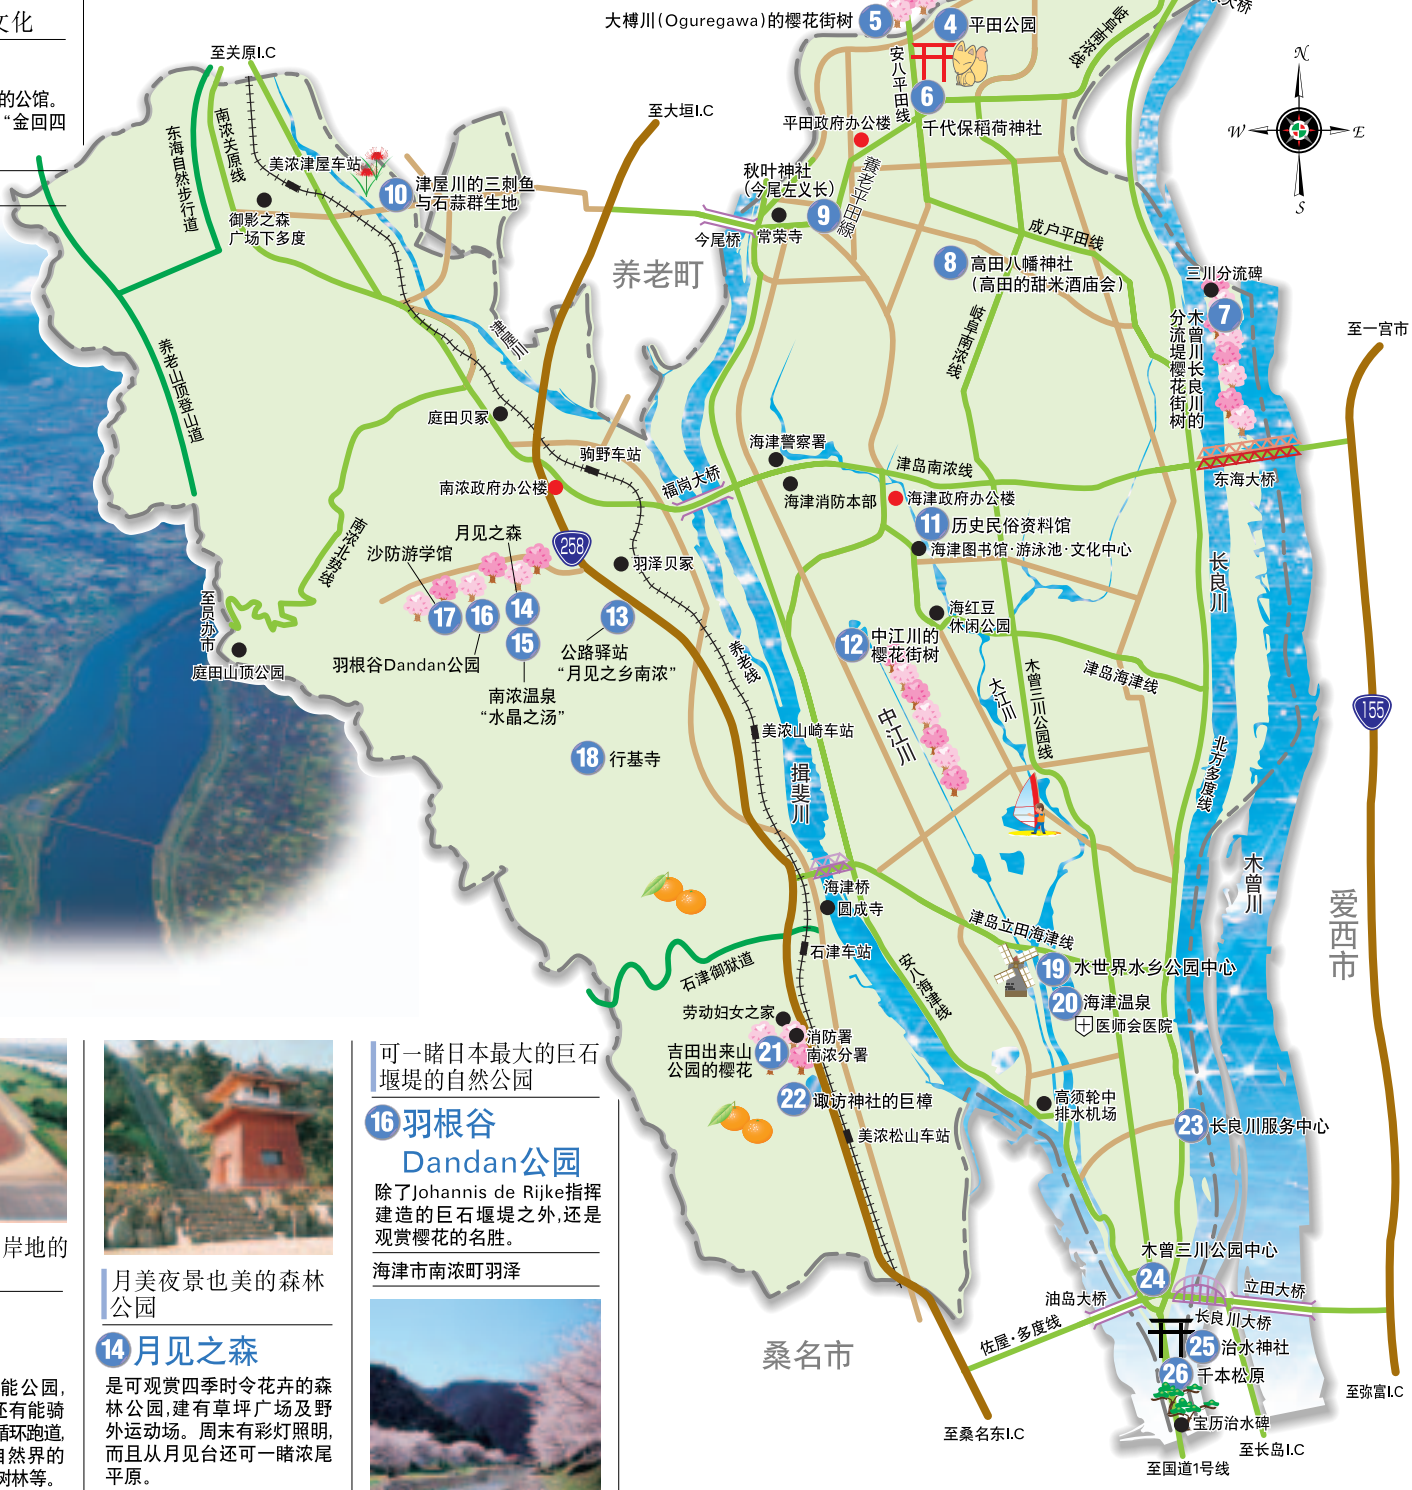 文化
的公馆。
“金回四
至关原I.C
东海自然步行道
南浓关原线
美浓津屋车站
御影之森
广场下多度
10
津屋川的三刺鱼
与石蒜群生地
养老山顶登山道
津屋川
至大垣I.C
养老町
大榑川(Oguregawa)的樱花街树
5
4
平田公园
安八平田线
岐阜南浓线
大桥
6
千代保稻荷神社
平田政府办公楼
養老平田線
秋叶神社
(今尾左义长)
9
今尾桥
常荣寺
成户平田线
8
高田八幡神社
(高田的甜米酒庙会)
岐阜南浓线
N
W
E
S
三川分流碑
7
木曾川长良川的
分流堤樱花街树
至一宫市
庭田贝冢
驹野车站
南浓政府办公楼
福岗大桥
海津警察署
海津消防本部
津岛南浓线
海津政府办公楼
东海大桥
11
历史民俗资料馆
海津图书馆·游泳池·文化中心
南浓北势线
月见之森
沙防游学馆
258
羽泽贝冢
17
16
14
15
13
羽根谷Dandan公园
公路驿站
“月见之乡南浓”
南浓温泉
“水晶之汤”
至员办市
庭田山顶公园
18
行基寺
养老线
美浓山崎车站
揖斐川
12
中江川的
樱花街树
中江川
海红豆
休闲公园
大江川
木曾三川公园线
津岛海津线
长良川
北方多度线
155
木曾川
爱西市
海津桥
圆成寺
石津车站
石津御狱道
安八海津线
津岛立田海津线
19
水世界水乡公园中心
20
海津温泉
医师会医院
劳动妇女之家
消防署
南浓分署
吉田出来山
公园的樱花
21
22
诹访神社的巨樟
美浓松山车站
高须轮中
排水机场
23
长良川服务中心
木曾三川公园中心
24
油岛大桥
立田大桥
长良川大桥
佐屋·多度线
25
治水神社
26
千本松原
宝历治水碑
至弥富I.C
至长岛I.C
至国道1号线
至桑名东I.C
桑名市
岸地的
能公园,
还有能骑
循环跑道,
自然界的
树林等。
月美夜景也美的森林
公园
14 月见之森
是可观赏四季时令花卉的森
林公园,建有草坪广场及野
外运动场。周末有彩灯照明,
而且从月见台还可一睹浓尾
平原。
可一睹日本最大的巨石
堰堤的自然公园
16 羽根谷
Dandan公园
除了Johannis de Rijke指挥
建造的巨石堰堤之外,还是
观赏樱花的名胜。
海津市南浓町羽泽